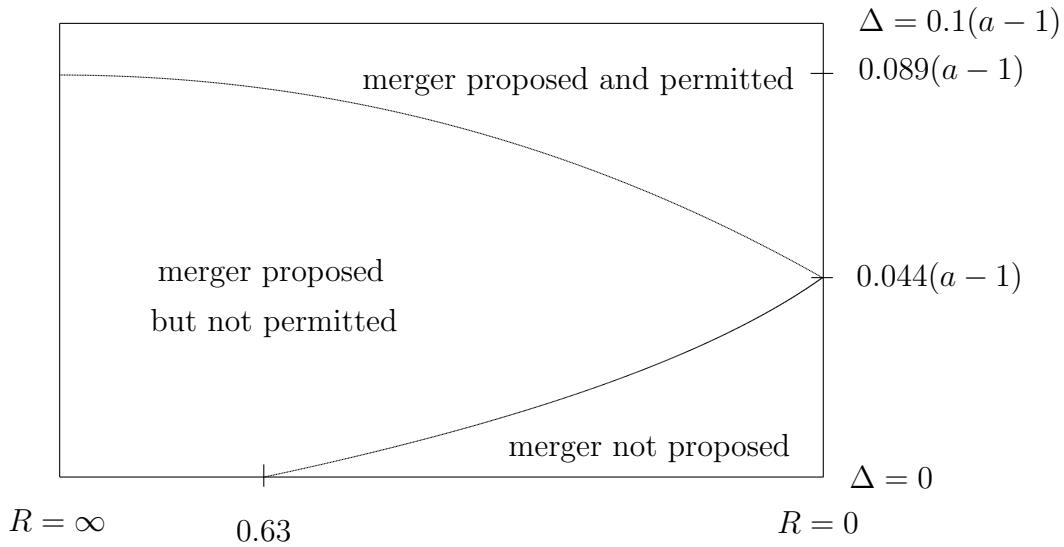 Δ = 0.1(a − 1)
merger proposed and permitted
0.089(a − 1)
merger proposed
but not permitted
0.044(a − 1)
merger not proposed
Δ = 0
R = ∞
0.63
R = 0